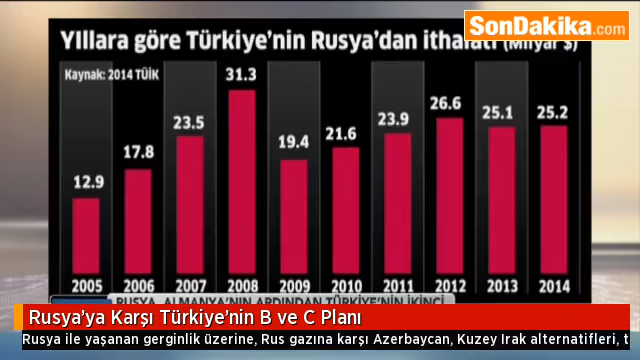 SonDakika.com
Yıllara göre Türkiye’nin Rusya’dan ithalatı (Milyar $)
Kaynak: 2014 TÜİK
12.9 17.8 23.5 31.3 19.4 21.6 23.9 26.6 25.1 25.2
2005 2006 2007 2008 2009 2010 2011 2012 2013 2014
RUSYA, ALMANYA’NIN ARDINDAN TÜRKİYE’NİN İKİNCİ
Rusya’ya Karşı Türkiye’nin B ve C Planı
Rusya ile yaşanan gerginlik üzerine, Rus gazına karşı Azerbaycan, Kuzey Irak alternatifleri, t